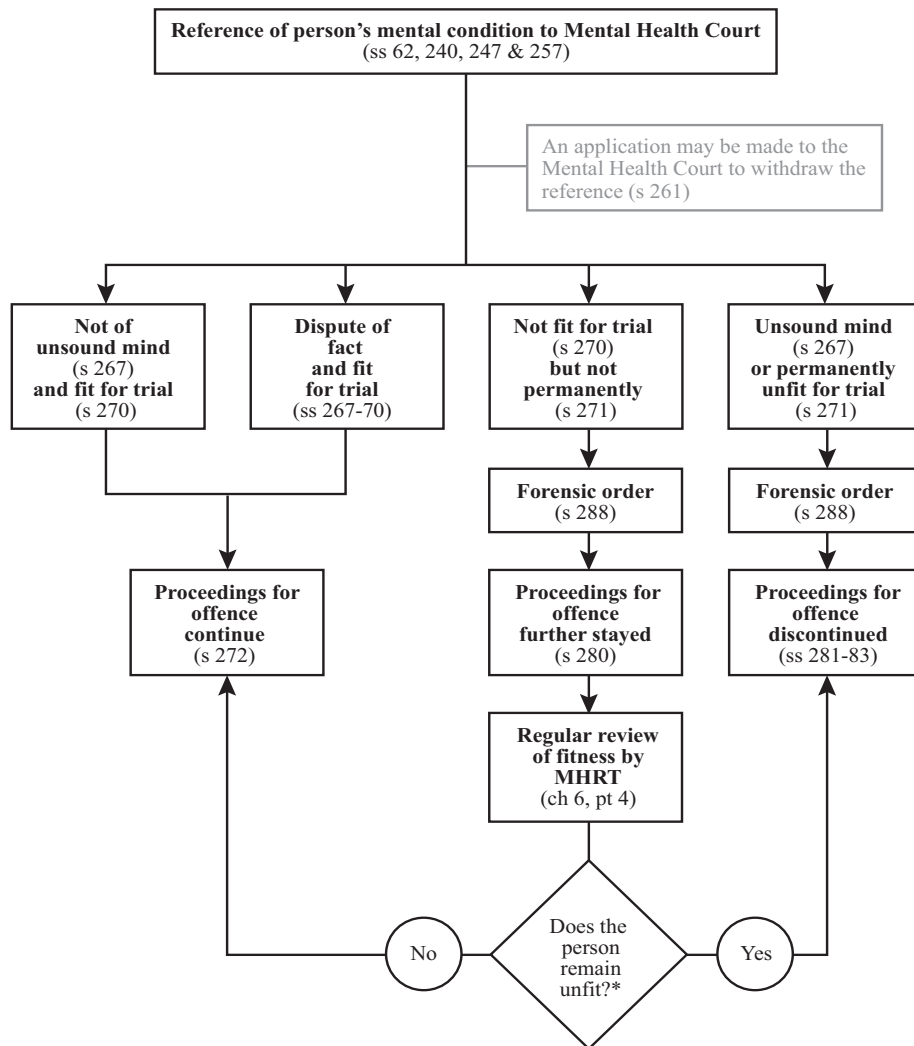 Reference of person's mental condition to Mental Health Court
(ss 62, 240, 247 & 257)
An application may be made to the
Mental Health Court to withdraw the
reference (s 261)
Not of
unsound mind
(s 267)
and fit for trial
(s 270)
Dispute of
fact
and fit
for trial
(ss 267-70)
Not fit for trial
(s 270)
but not
permanently
(s 271)
Unsound mind
(s 267)
or permanently
unfit for trial
(s 271)
Forensic order
(s 288)
Forensic order
(s 288)
Proceedings for
offence
continue
(s 272)
Proceedings for
offence
further stayed
(s 280)
Proceedings for
offence
discontinued
(ss 281-83)
Regular review
of fitness by
MHRT
(ch 6, pt 4)
No
Does the
person
remain
unfit?*
Yes